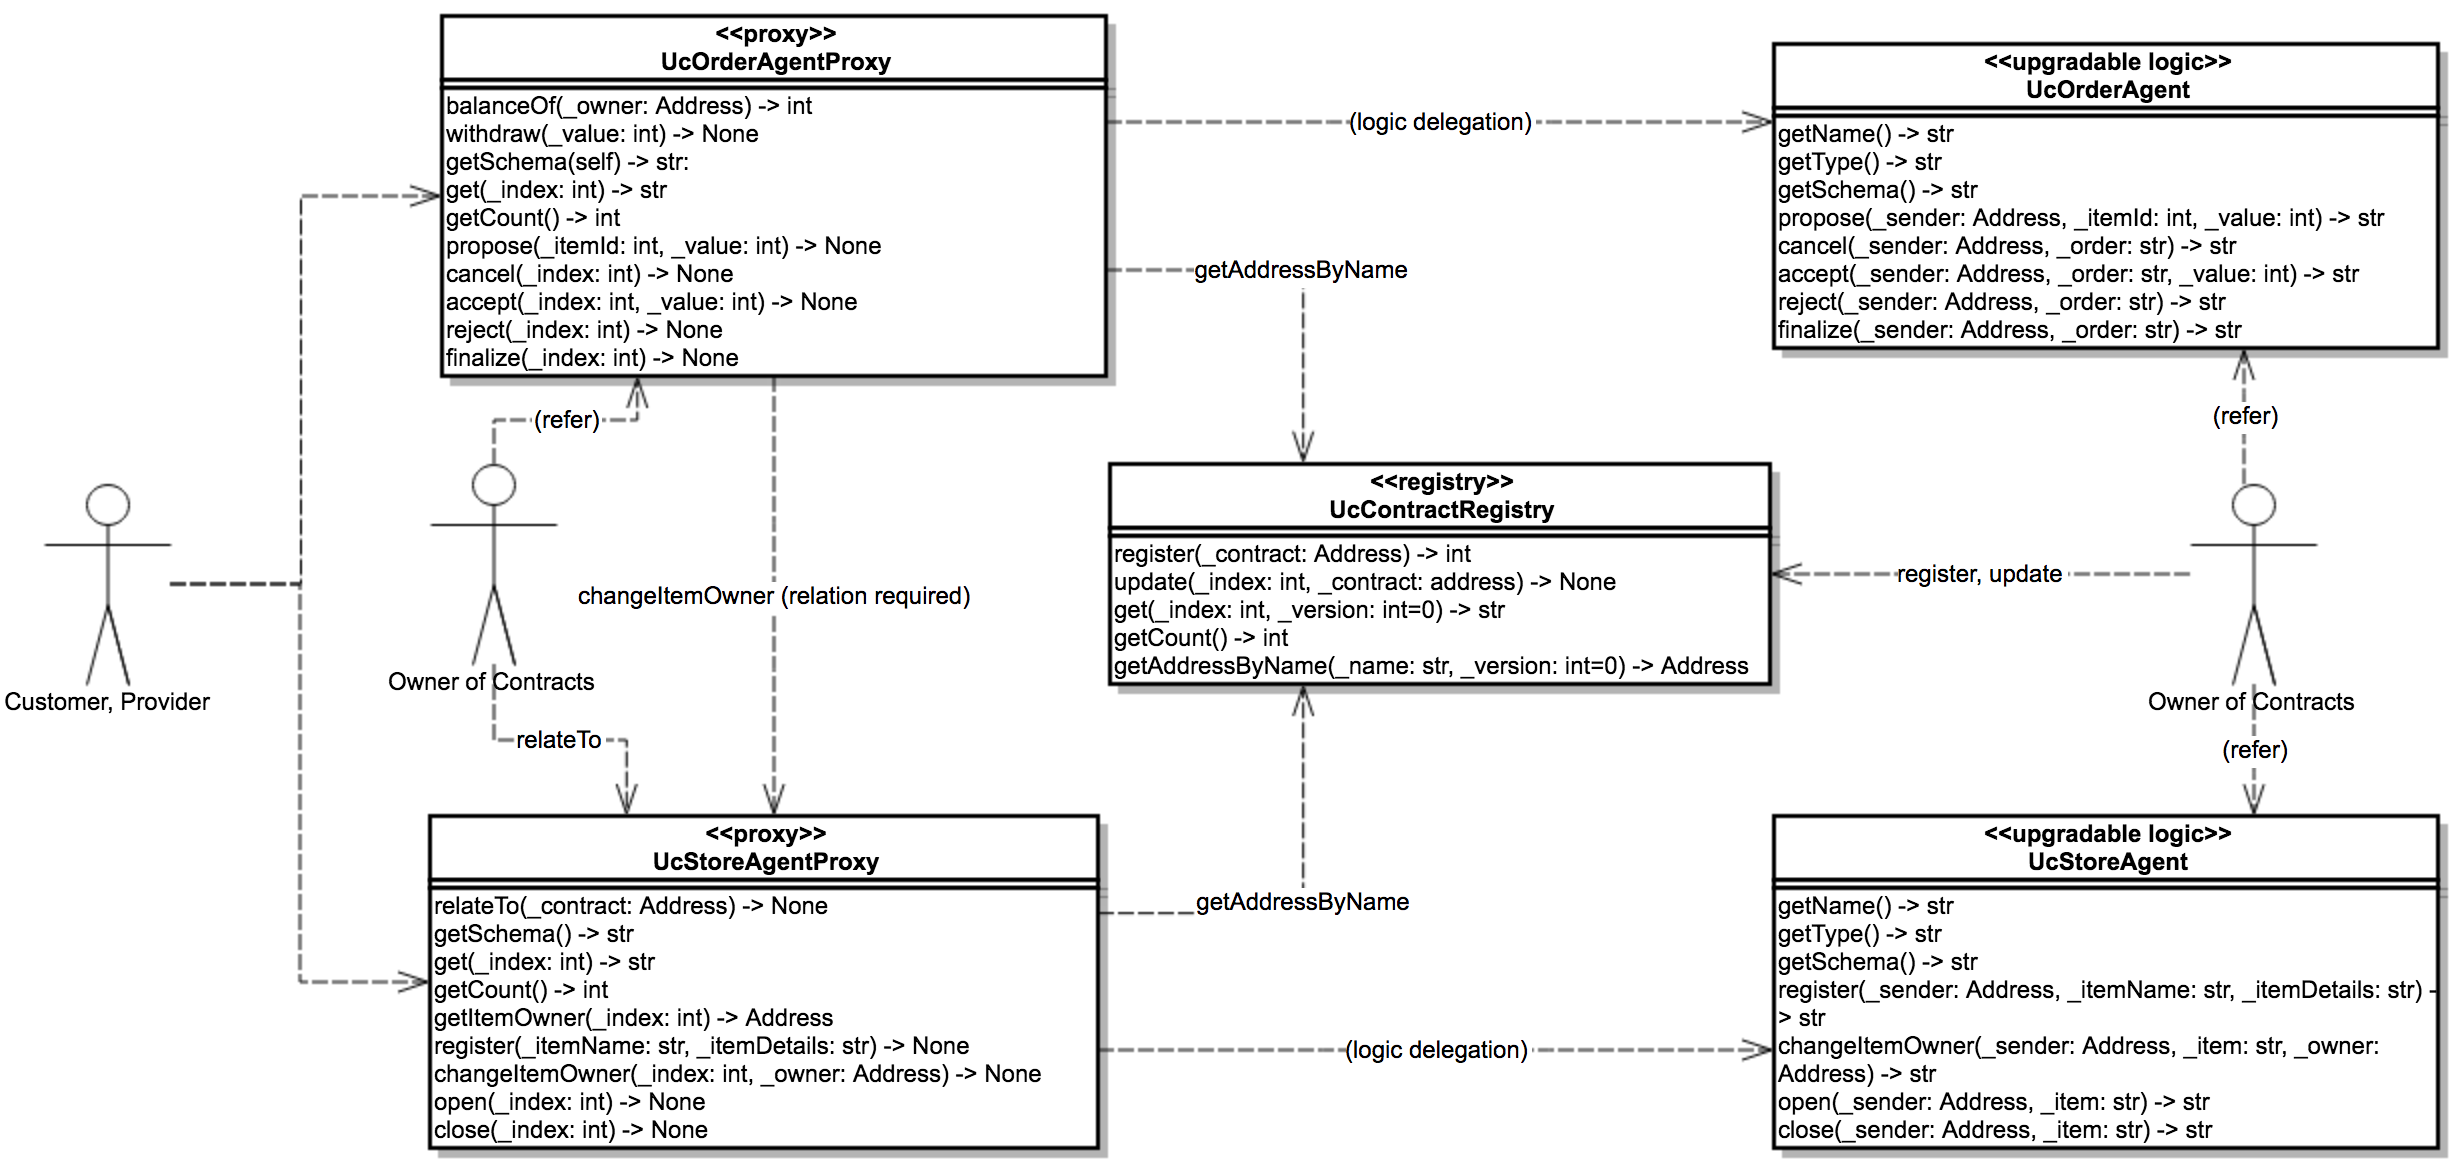 <<proxy>>
UcOrderAgentProxy
balanceOf(_owner: Address) -> int
withdraw(_value: int) -> None
getSchema(self) -> str:
get(_index: int) -> str
getCount() -> int
propose(_itemId: int, _value: int) -> None
cancel(_index: int) -> None
accept(_index: int, _value: int) -> None
reject(_index: int) -> None
finalize(_index: int) -> None
(logic delegation)
<<upgradable logic>>
UcOrderAgent
getName() -> str
getType() -> str
getSchema() -> str
propose(_sender: Address, _itemId: int, _value: int) -> str
cancel(_sender: Address, _order: str) -> str
accept(_sender: Address, _order: str, _value: int) -> str
reject(_sender: Address, _order: str) -> str
finalize(_sender: Address, _order: str) -> str
getAddressByName
(refer)
(refer)
<<registry>>
UcContractRegistry
register(_contract: Address) -> int
update(_index: int, _contract: address) -> None
get(_index: int, _version: int=0) -> str
getCount() -> int
getAddressByName(_name: str, _version: int=0) -> Address
register, update
changeItemOwner (relation required)
Customer, Provider
Owner of Contracts
Owner of Contracts
relateTo
(refer)
<<proxy>>
UcStoreAgentProxy
relateTo(_contract: Address) -> None
getSchema() -> str
get(_index: int) -> str
getCount() -> int
getItemOwner(_index: int) -> Address
register(_itemName: str, _itemDetails: str) -> None
changeItemOwner(_index: int, _owner: Address) -> None
open(_index: int) -> None
close(_index: int) -> None
getAddressByName
(logic delegation)
<<upgradable logic>>
UcStoreAgent
getName() -> str
getType() -> str
getSchema() -> str
register(_sender: Address, _itemName: str, _itemDetails: str) -
> str
changeItemOwner(_sender: Address, _item: str, _owner:
Address) -> str
open(_sender: Address, _item: str) -> str
close(_sender: Address, _item: str) -> str